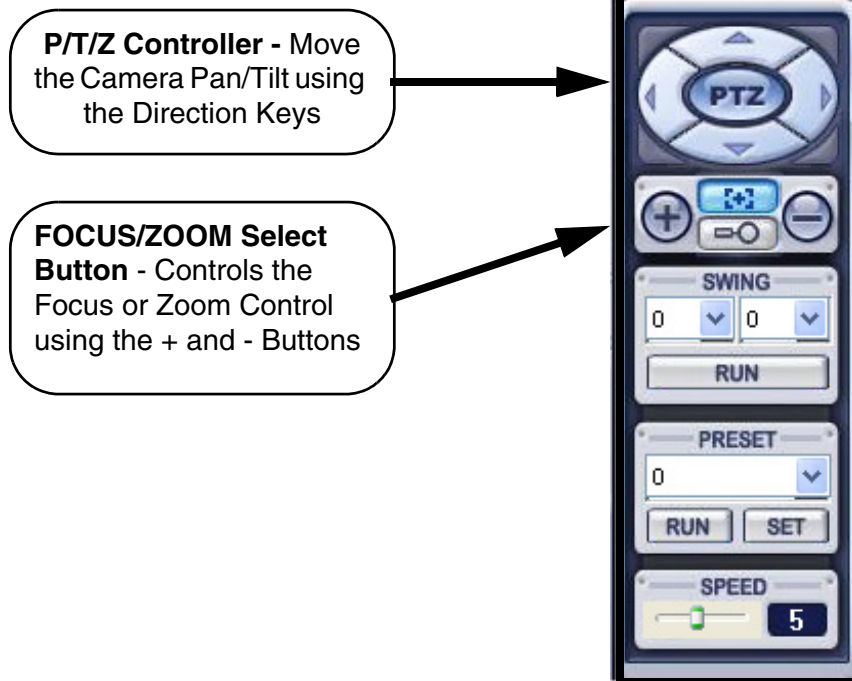 P/T/Z Controller - Move
the Camera Pan/Tilt using
the Direction Keys
FOCUS/ZOOM Select
Button - Controls the
Focus or Zoom Control
using the + and - Buttons
PTZ
SWING
0 0
RUN
PRESET
0
RUN SET
SPEED
5